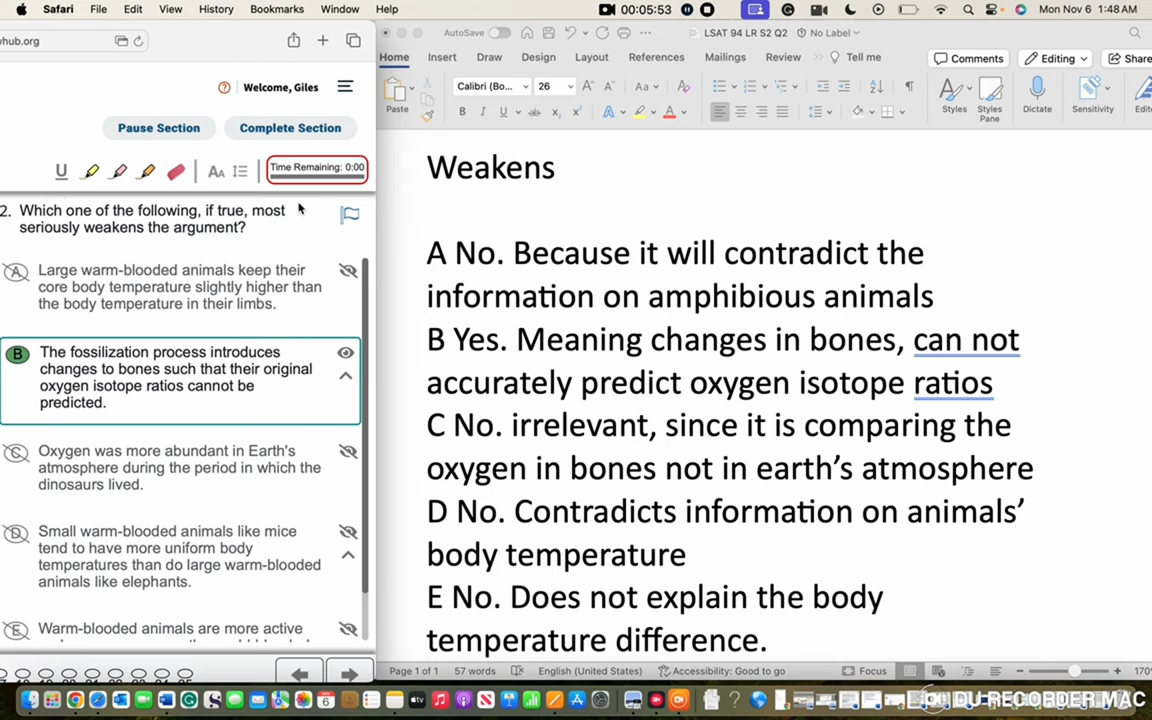 Safari File Edit View History Bookmarks Window Help 00:05:53 Mon Nov 6 1:48 AM
vhub.org
AutoSave LSAT 94 LR S2 Q2 No Label
Home Insert Draw Design Layout References Mailings Review Tell me Comments Editing Share
Welcome, Giles
Calibri (Bo... 26
Paste Styles Styles Pane Dictate Sensitivity
Pause Section Complete Section
Time Remaining: 0:00
2. Which one of the following, if true, most
seriously weakens the argument?
A Large warm-blooded animals keep their
core body temperature slightly higher than
the body temperature in their limbs.
B The fossilization process introduces
changes to bones such that their original
oxygen isotope ratios cannot be
predicted.
C Oxygen was more abundant in Earth's
atmosphere during the period in which the
dinosaurs lived.
D Small warm-blooded animals like mice
tend to have more uniform body
temperatures than do large warm-blooded
animals like elephants.
E Warm-blooded animals are more active
Weakens
A No. Because it will contradict the
information on amphibious animals
B Yes. Meaning changes in bones, can not
accurately predict oxygen isotope ratios
C No. irrelevant, since it is comparing the
oxygen in bones not in earth's atmosphere
D No. Contradicts information on animals'
body temperature
E No. Does not explain the body
temperature difference.
Page 1 of 1 57 words English (United States) Accessibility: Good to go Focus 170
DU RECORDER MAC